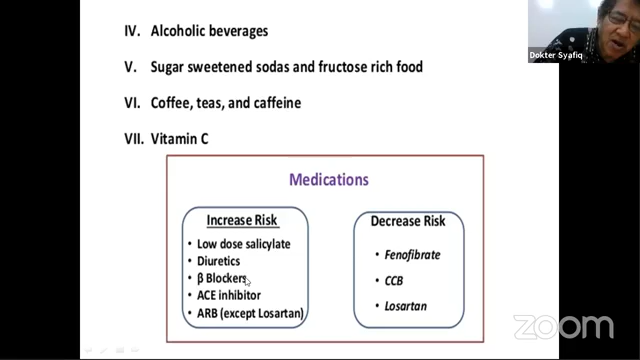 IV. Alcoholic beverages
Dokter Syafiq
V. Sugar sweetened sodas and fructose rich food
VI. Coffee, teas, and caffeine
VII. Vitamin C
Medications
Increase Risk
• Low dose salicylate
• Diuretics
• β Blockers
• ACE inhibitor
• ARB (except Losartan)
Decrease Risk
• Fenofibrate
• CCB
• Losartan
zoom